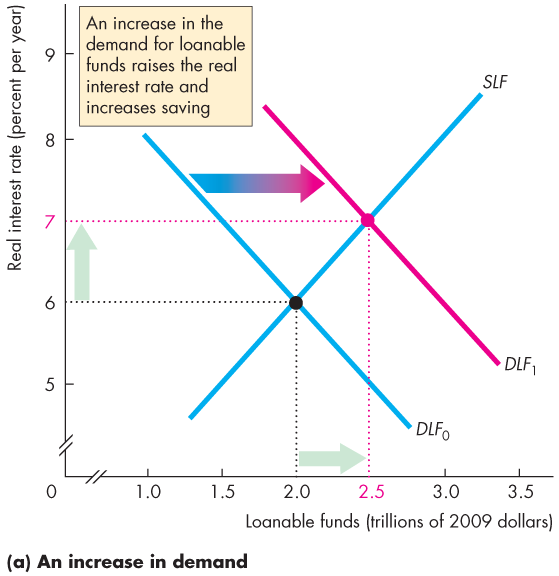 Real interest rate (percent per year)
An increase in the
demand for loanable
funds raises the real
interest rate and
increases saving
9
8
7
6
5
0
SLF
DLF1
DLF0
1.0 1.5 2.0 2.5 3.0 3.5
Loanable funds (trillions of 2009 dollars)
(a) An increase in demand